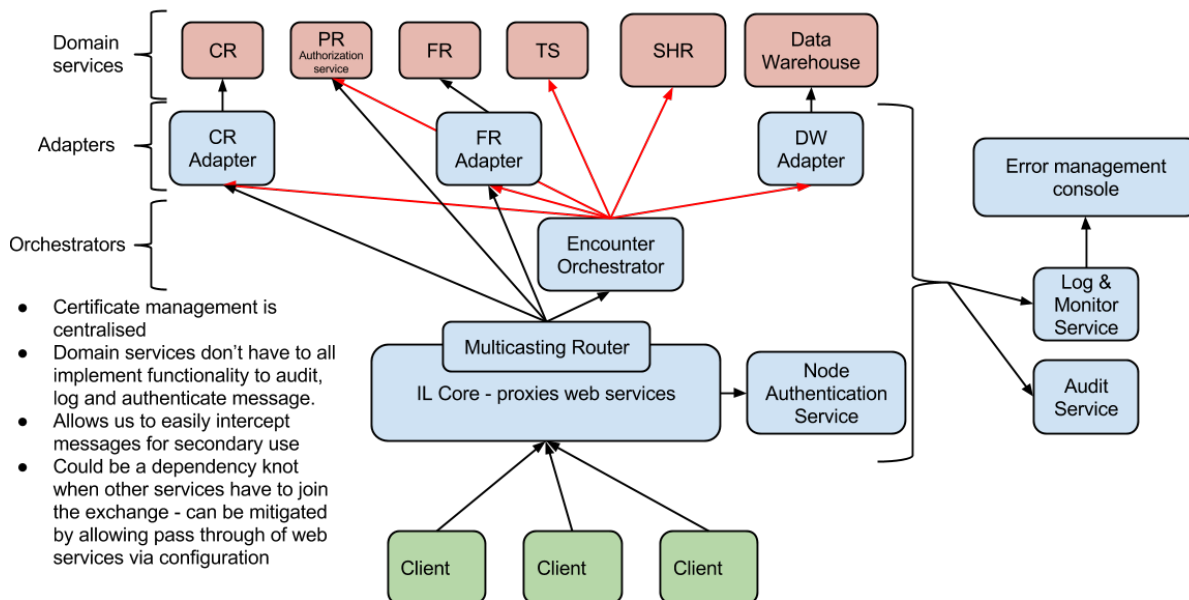 Domain
services
CR
PR
Authorization
service
FR
TS
SHR
Data
Warehouse
Adapters
CR
Adapter
FR
Adapter
DW
Adapter
Error management
console
Orchestrators
Encounter
Orchestrator
Log &
Monitor
Service
● Certificate management is
centralised
● Domain services don’t have to all
implement functionality to audit,
log and authenticate message.
● Allows us to easily intercept
messages for secondary use
● Could be a dependency knot
when other services have to join
the exchange - can be mitigated
by allowing pass through of web
services via configuration
Multicasting Router
IL Core - proxies web services
Node
Authentication
Service
Audit
Service
Client
Client
Client